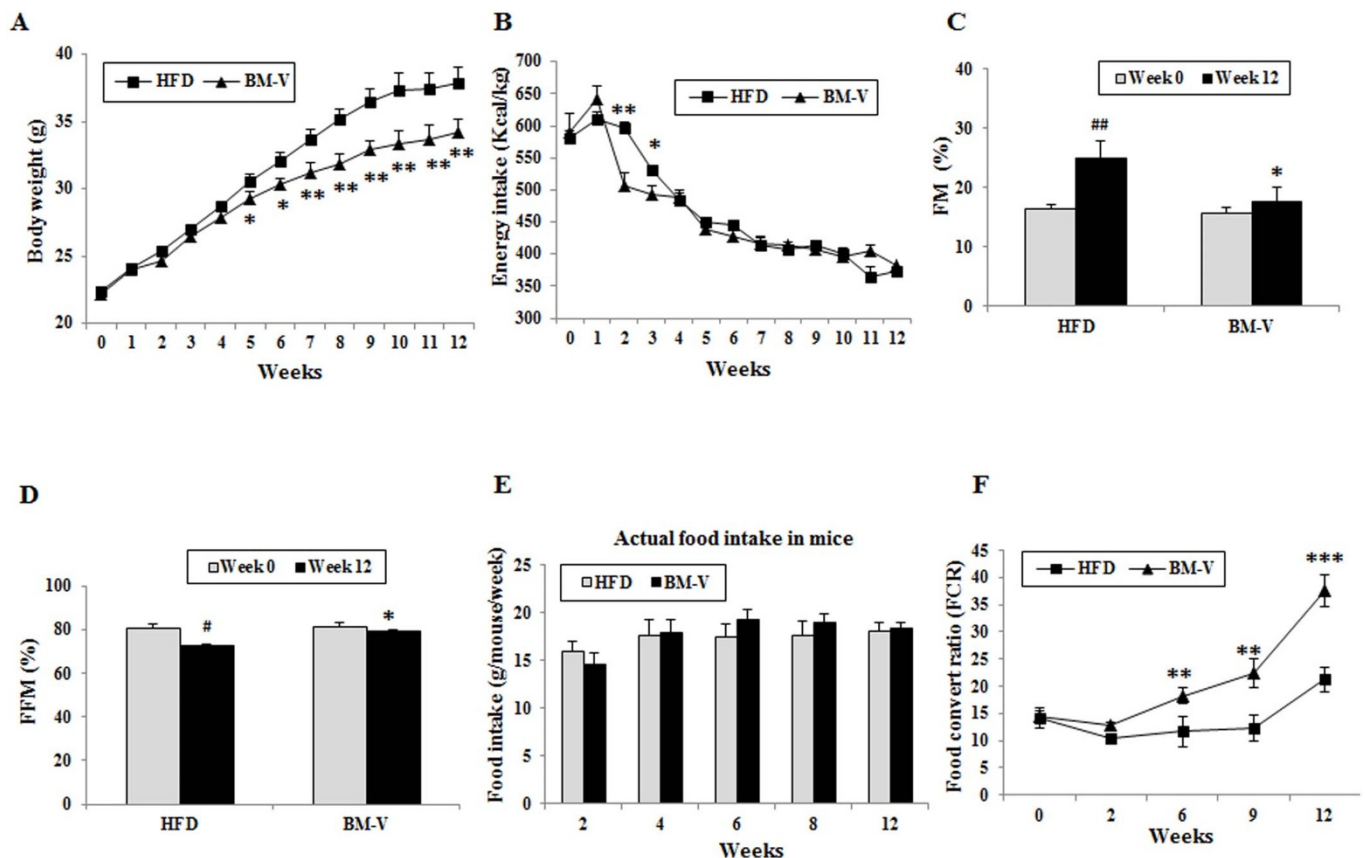 A
HFD BM-V
Body weight (g)
40
35
30
25
20
* * ** ** ** ** ** **
0 1 2 3 4 5 6 7 8 9 10 11 12
Weeks
B
HFD BM-V
Energy intake (Kcal/kg)
700
650
600
550
500
450
400
350
300
**
*
0 1 2 3 4 5 6 7 8 9 10 11 12
Weeks
C
Week 0 Week 12
FM (%)
40
30
20
10
0
##
*
HFD BM-V
D
Week 0 Week 12
FFM (%)
100
80
60
40
20
0
#
*
HFD BM-V
E
Actual food intake in mice
HFD BM-V
Food intake (g/mouse/week)
25
20
15
10
5
0
2 4 6 8 12
Weeks
F
HFD BM-V
Food convert ratio (FCR)
45
40
35
30
25
20
15
10
5
0
**
**
***
0 2 6 9 12
Weeks